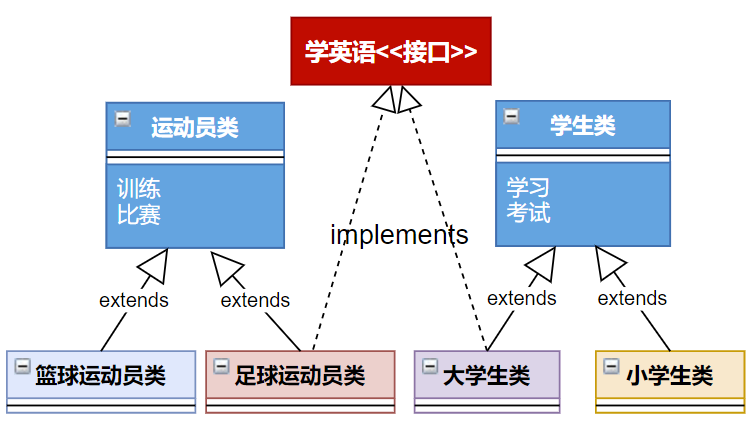 学英语<<接口>>
运动员类
训练
比赛
学生类
学习
考试
implements
extends
extends
extends
extends
篮球运动员类
足球运动员类
大学生类
小学生类